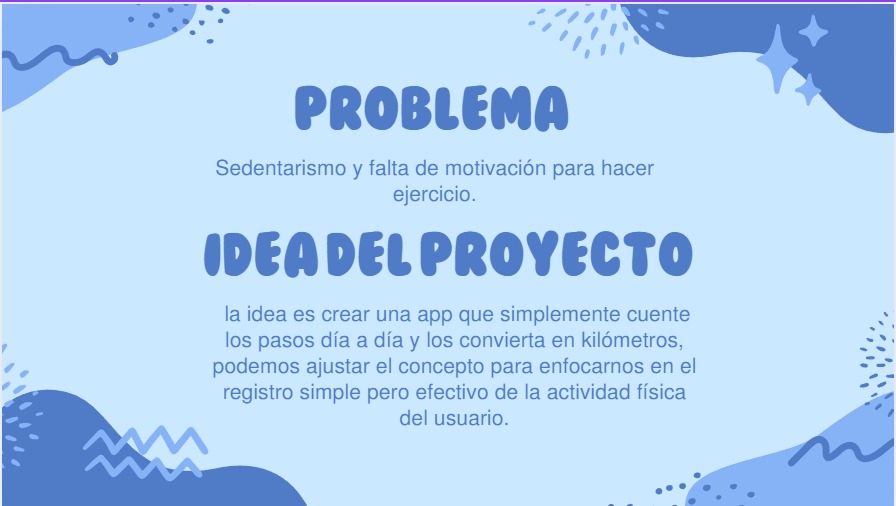 PROBLEMA
Sedentarismo y falta de motivación para hacer
ejercicio.
IDEA DEL PROYECTO
la idea es crear una app que simplemente cuente
los pasos día a día y los convierta en kilómetros,
podemos ajustar el concepto para enfocarnos en el
registro simple pero efectivo de la actividad física
del usuario.